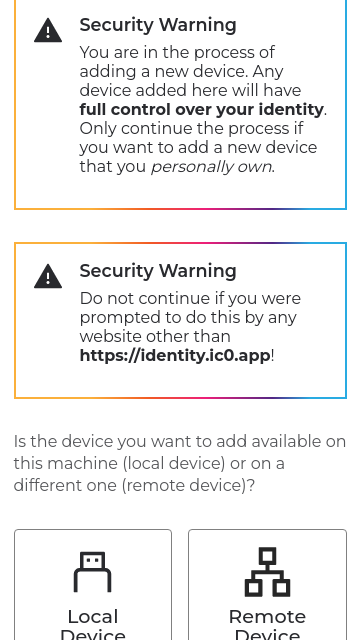 Security Warning
You are in the process of
adding a new device. Any
device added here will have
full control over your identity.
Only continue the process if
you want to add a new device
that you personally own.
Security Warning
Do not continue if you were
prompted to do this by any
website other than
https://identity.ic0.app!
Is the device you want to add available on
this machine (local device) or on a
different one (remote device)?
Local
Device
Remote
Device